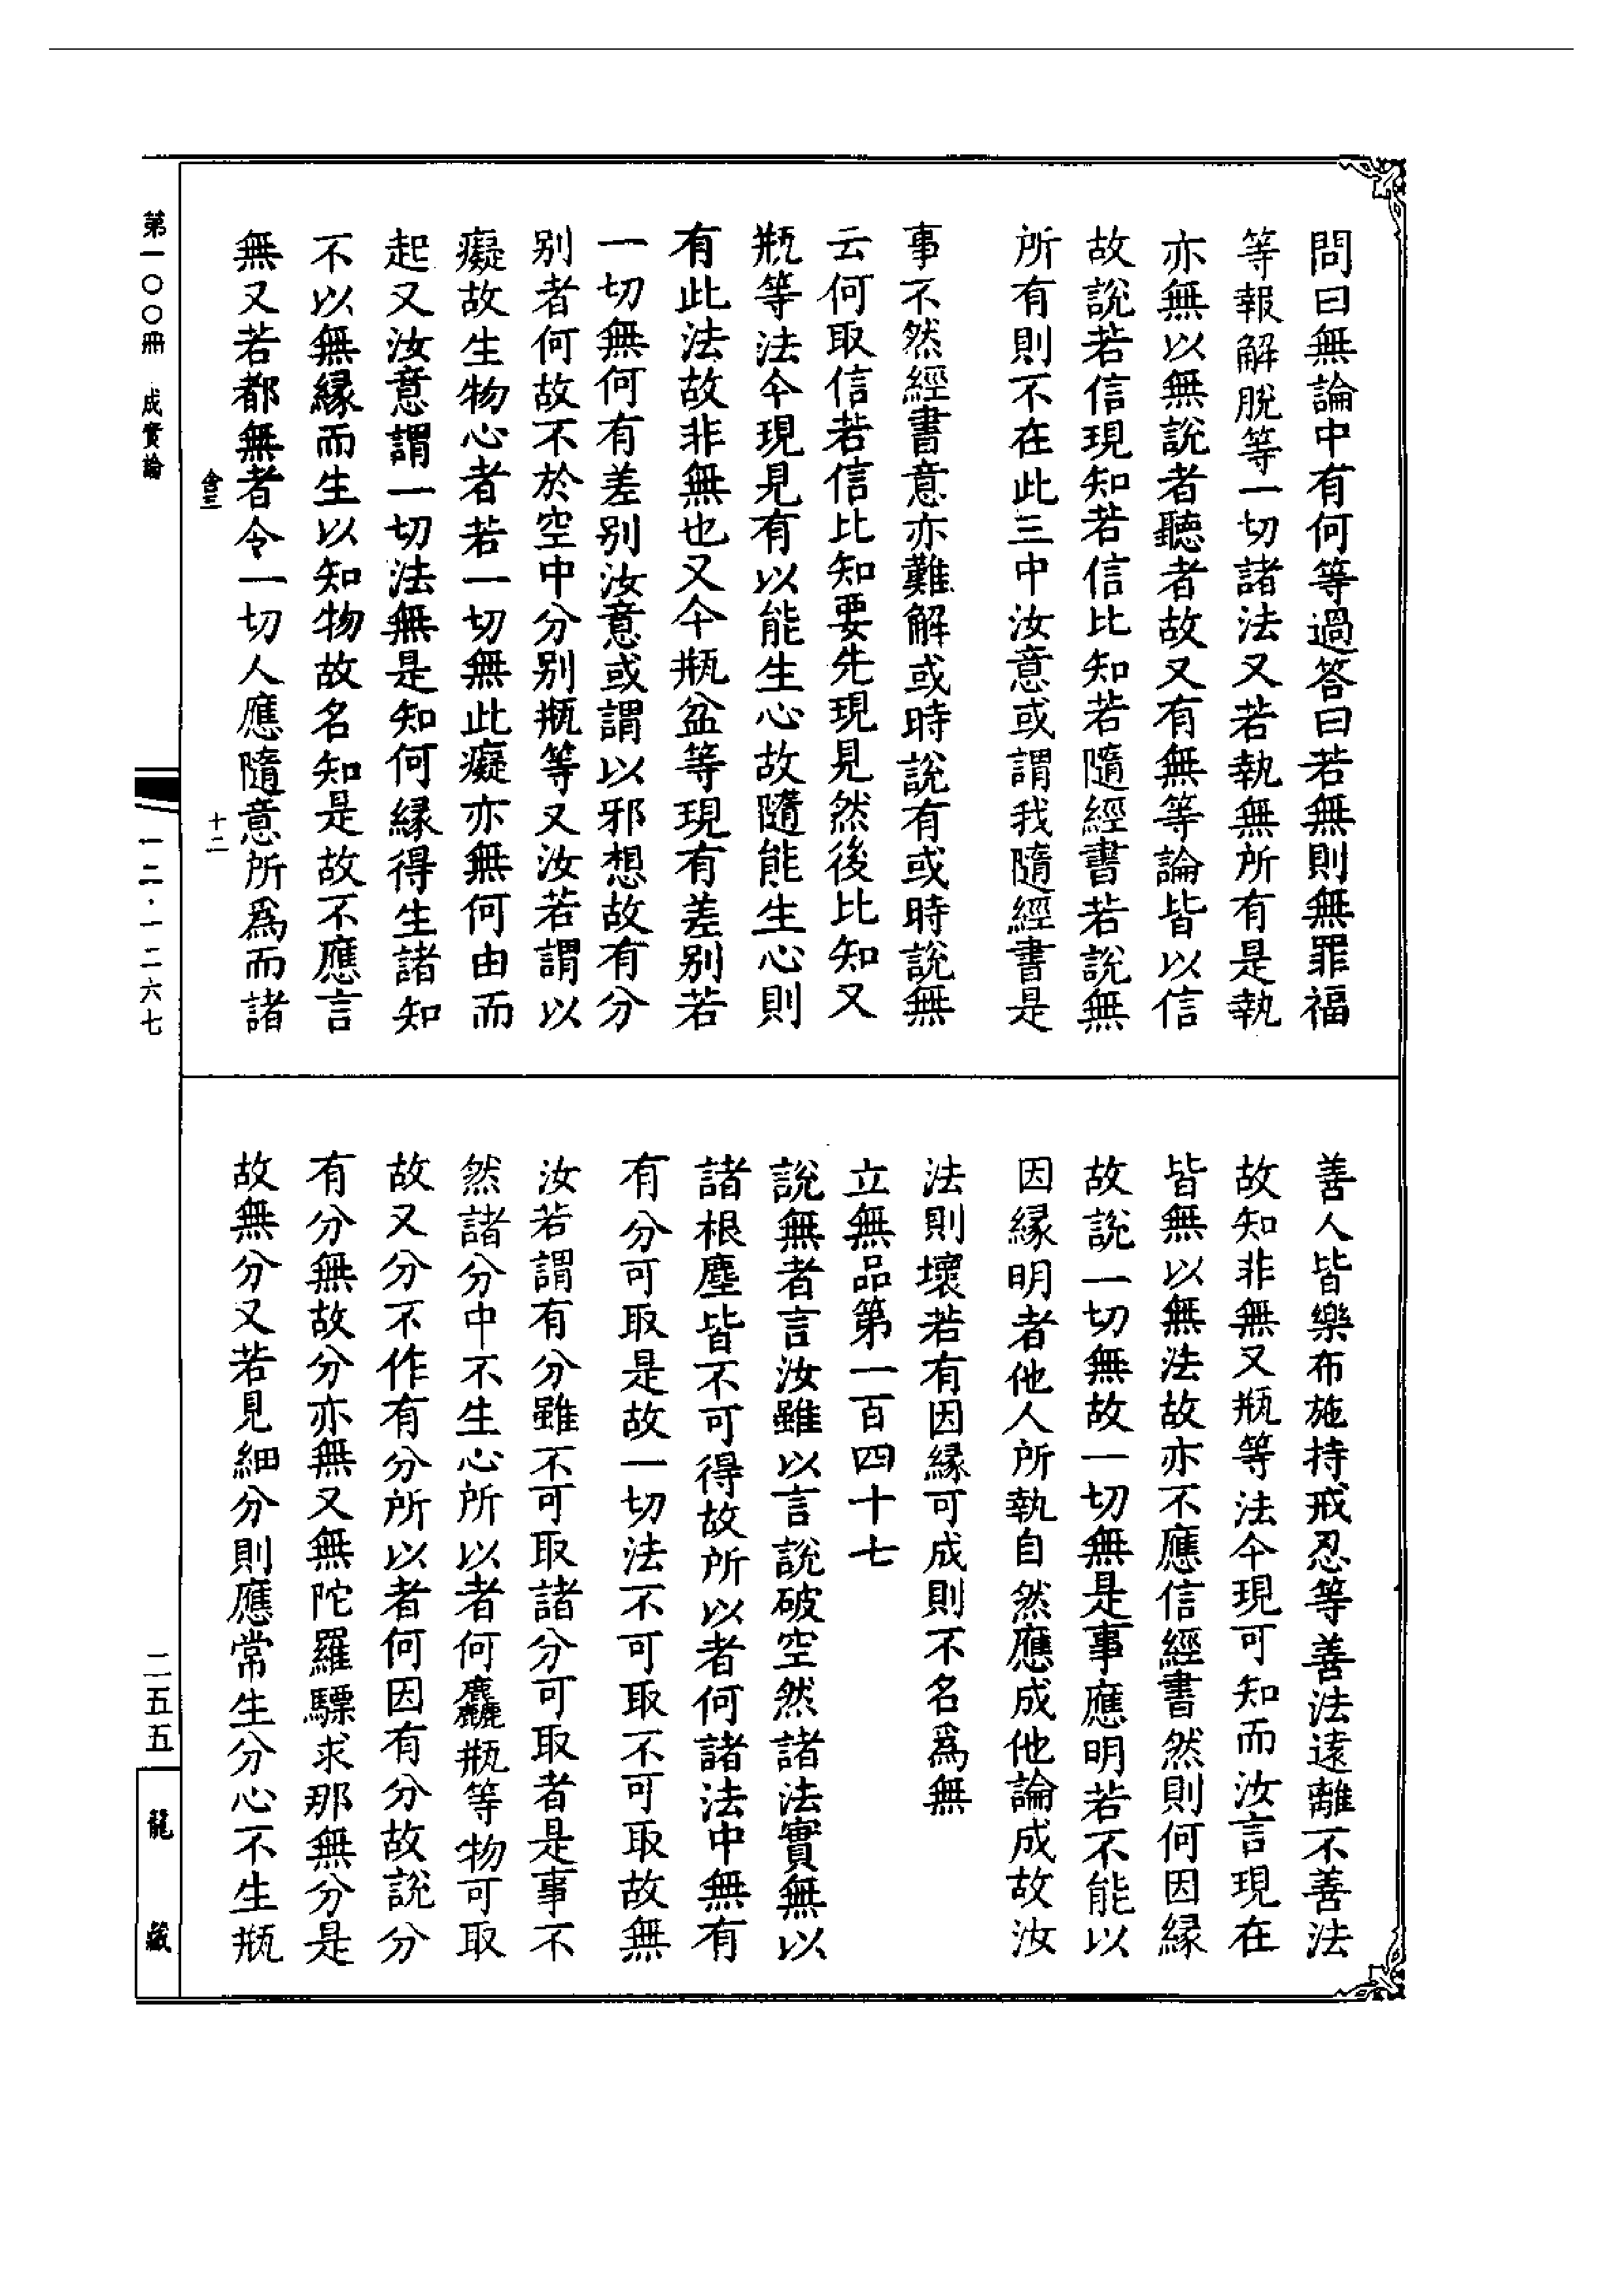 問曰無論中有何等過答曰若無則無罪福
等報解脫等一切諸法又若執無所有是執
亦無以無說者聽者故又有無等論皆以信
故說若信現知若信比知若隨經書若說無
所有則不在此三中汝意或謂我隨經書是
事不然經書意亦難解或時說有或時說無
云何取信若信比知要先現見然後比知又
瓶等法今現見有以能生心故隨能生心則
有此法故非無也又今瓶盆等現有差別若
一切無何有差別汝意或謂以邪想故有分
別者何故不於空中分別瓶等又汝若謂以
癡故生物心者若一切無此癡亦無何由而
起又汝意謂一切法無是知何緣得生諸知
不以無緣而生以知物故名知是故不應言
無又若都無者令一切人應隨意所爲而諸
善人皆樂布施持戒忍等善法遠離不善法
故知非無又瓶等法今現可知而汝言現在
皆無以無法故亦不應信經書然則何因緣
故說一切無故一切無是事應明若不能以
因緣明者他人所執自然應成他論成故汝
法則壞若有因緣可成則不名爲無
立無品第一百四十七
說無者言汝雖以言說破空然諸法實無以
諸根塵皆不可得故所以者何諸法中無有
有分可取是故一切法不可取不可取故無
汝若謂有分雖不可取諸分可取者是事不
然諸分中不生心所以者何麤瓶等物可取
故又分不作有分所以者何因有分故說分
有分無故分亦無又無陀羅驃求那無分是
故無分又若見細分則應常生分心不生瓶
十二
第一〇〇冊 成實論
一二·一二六七
二五五
龍藏